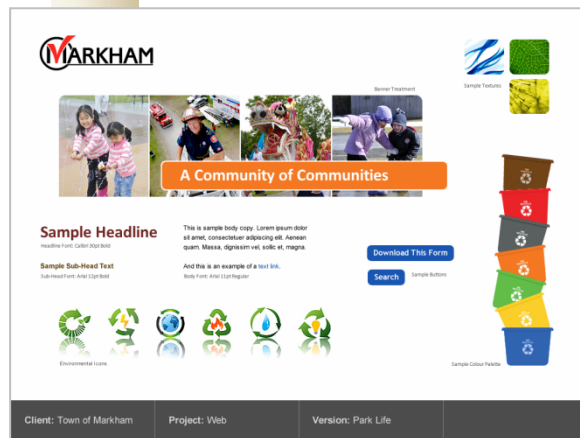 MARKHAM
Banner Treatment
Sample Textures
A Community of Communities
Sample Headline
Headline Font: Calibri 30pt Bold
Sample Sub-Head Text
Sub-Head Font: Arial 12pt Bold
This is sample body copy. Lorem ipsum dolor
sit amet, consectetuer adipiscing elit. Aenean
quam. Massa, dignissim vel, sollic et, magna.
And this is an example of a text link.
Body Font: Arial 11pt Regular
Download This Form
Search
Sample Buttons
Environmental Icons
Sample Colour Palette
Client: Town of Markham
Project: Web
Version: Park Life